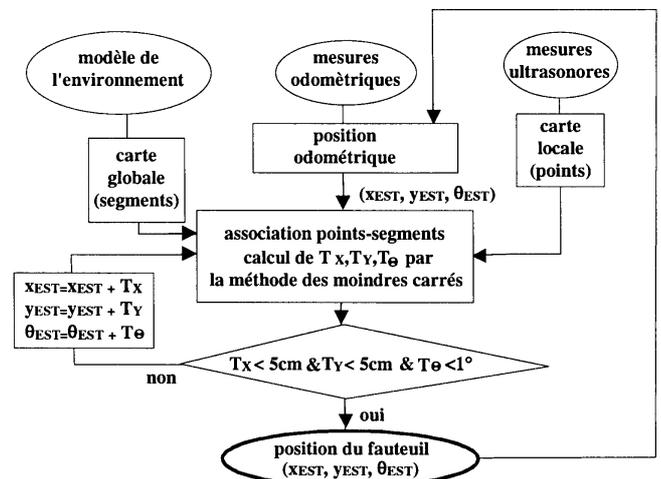 modèle de
l'environnement
mesures
odomètriques
mesures
ultrasonores
carte
globale
(segments)
position
odométrique
carte
locale
(points)
(xEST, yEST, θEST)
association points-segments
calcul de TX,TY,TΘ par
la méthode des moindres carrés
xEST=xEST + TX
yEST=yEST + TY
θEST=θEST + TΘ
TX < 5cm &TY< 5cm & TΘ <1°
non
oui
position du fauteuil
(xEST, yEST, θEST)